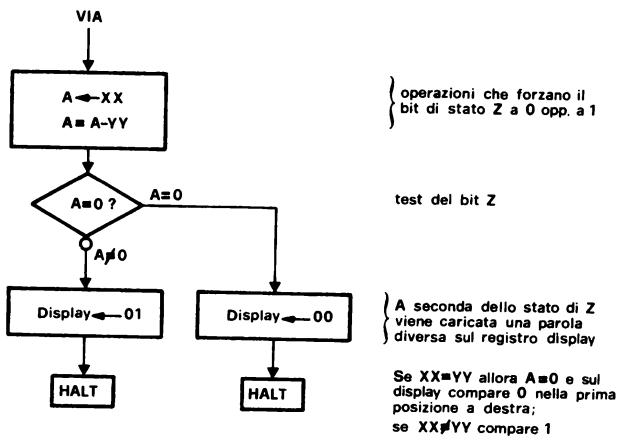 VIA
A ← XX
A = A-YY
operazioni che forzano il
bit di stato Z a 0 opp. a 1
A=0 ?
A=0
test del bit Z
A≠0
Display ← 01
Display ← 00
A seconda dello stato di Z
viene caricata una parola
diversa sul registro display
HALT
HALT
Se XX=YY allora A=0 e sul
display compare 0 nella prima
posizione a destra;
se XX≠YY compare 1